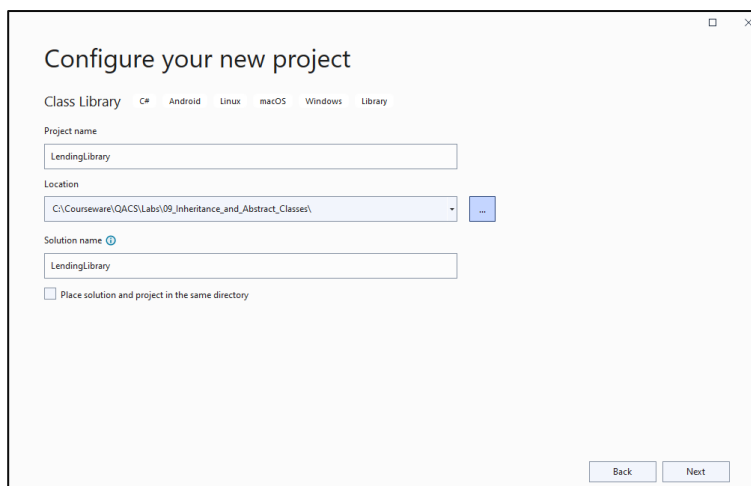 Configure your new project
Class Library C# Android Linux macOS Windows Library
Project name
LendingLibrary
Location
C:\Courseware\QACS\Labs\09_Inheritance_and_Abstract_Classes\ ...
Solution name
LendingLibrary
Place solution and project in the same directory
Back Next